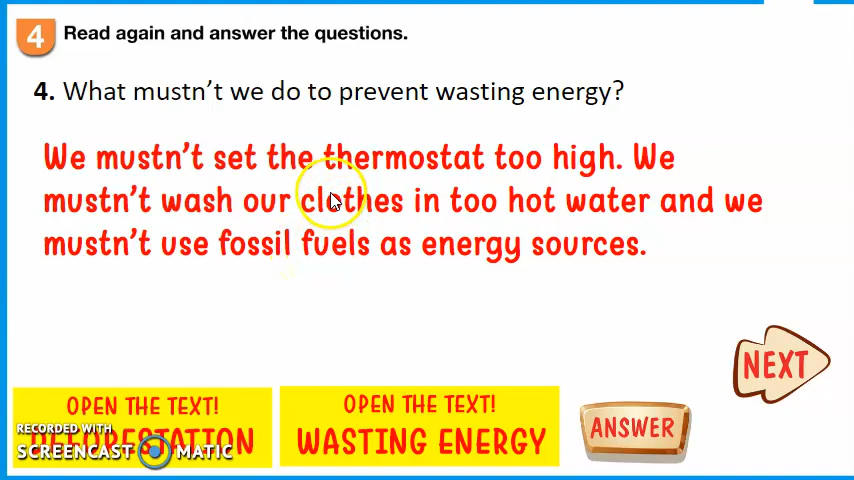 4 Read again and answer the questions.
4. What mustn't we do to prevent wasting energy?
We mustn't set the thermostat too high. We
mustn't wash our clothes in too hot water and we
mustn't use fossil fuels as energy sources.
NEXT
OPEN THE TEXT!
DEFORESTATION
OPEN THE TEXT!
WASTING ENERGY
ANSWER
RECORDED WITH
SCREENCAST MATIC